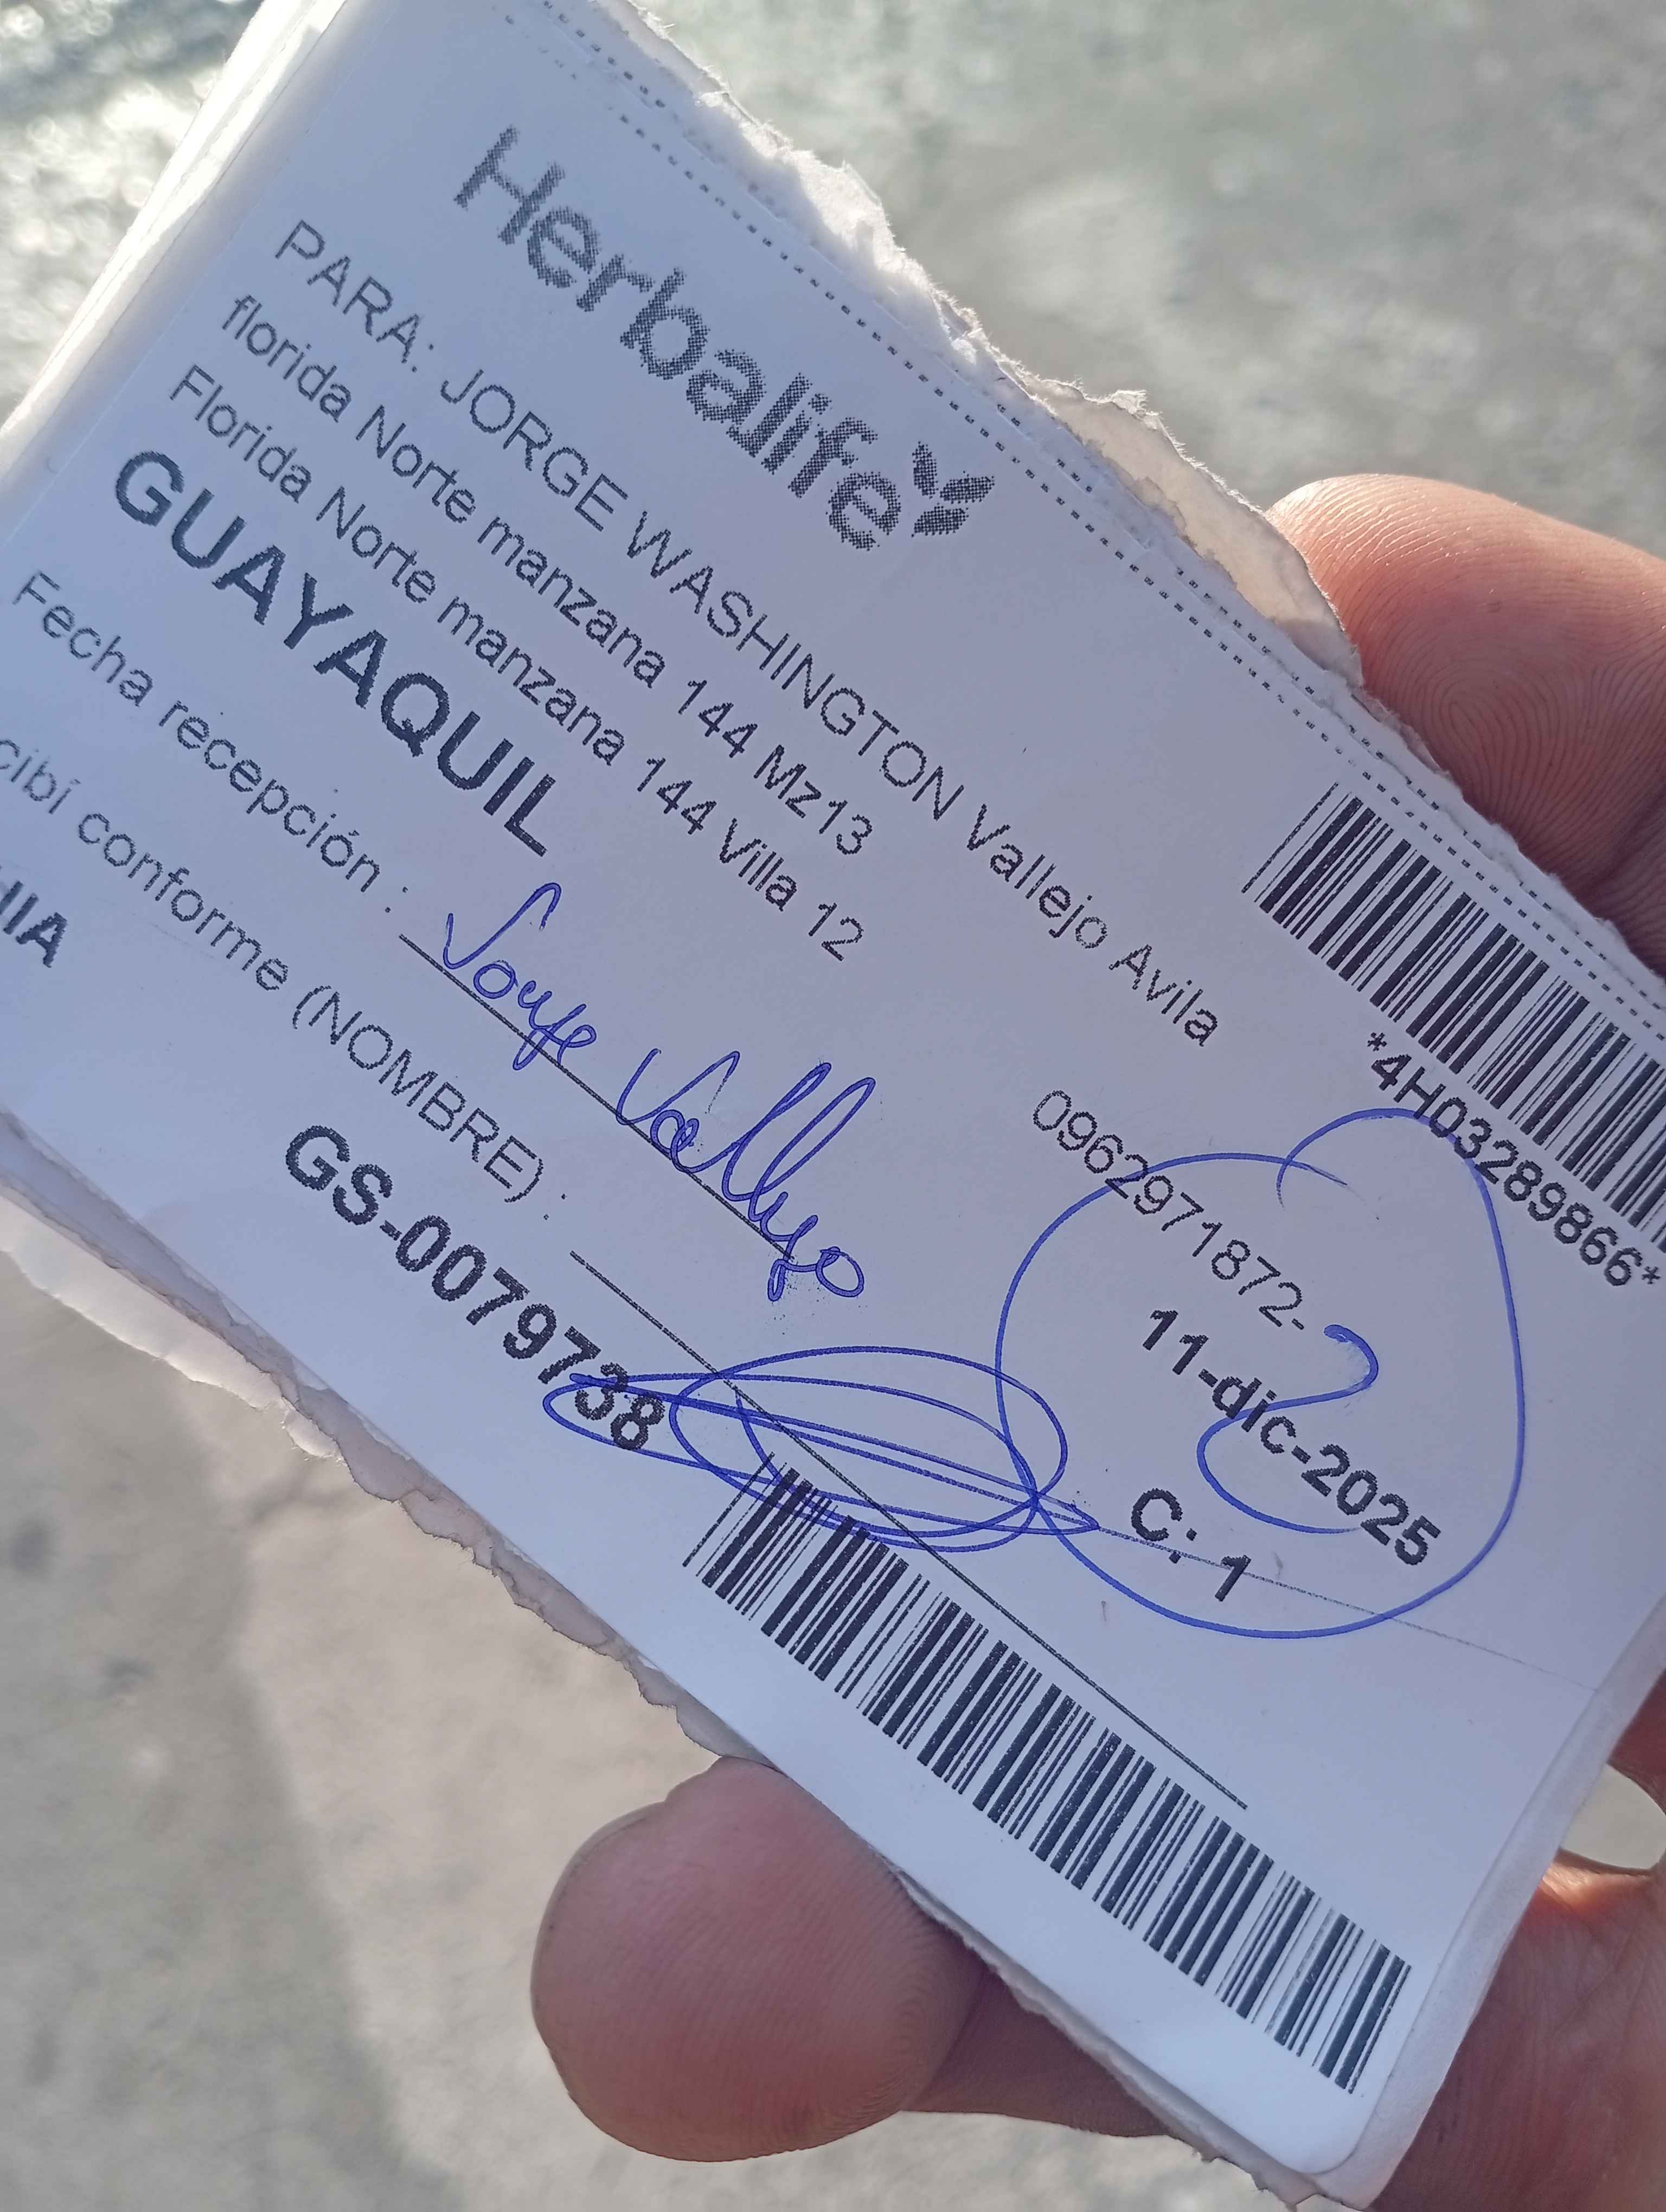 Herbalife
*4H03289866*
PARA: JORGE WASHINGTON Vallejo Avila
florida Norte manzana 144 Mz13
Florida Norte manzana 144 Villa 12
0962971872-
GUAYAQUIL
11-dic-2025
Fecha recepción : Jorge Vallejo
C: 1
cibí conforme (NOMBRE) :
GS-0079738